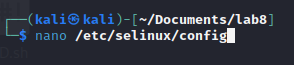 ┌──(kali㉿kali)-[~/Documents/lab8]
└─$ nano /etc/selinux/config